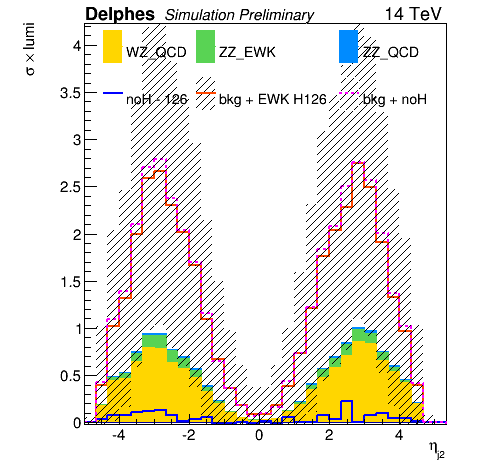 Delphes Simulation Preliminary 14 TeV
σ × lumi
WZ_QCD ZZ_EWK ZZ_QCD
noH - 126 bkg + EWK H126 bkg + noH
4
3.5
3
2.5
2
1.5
1
0.5
0
-4 -2 0 2 4
η_j2